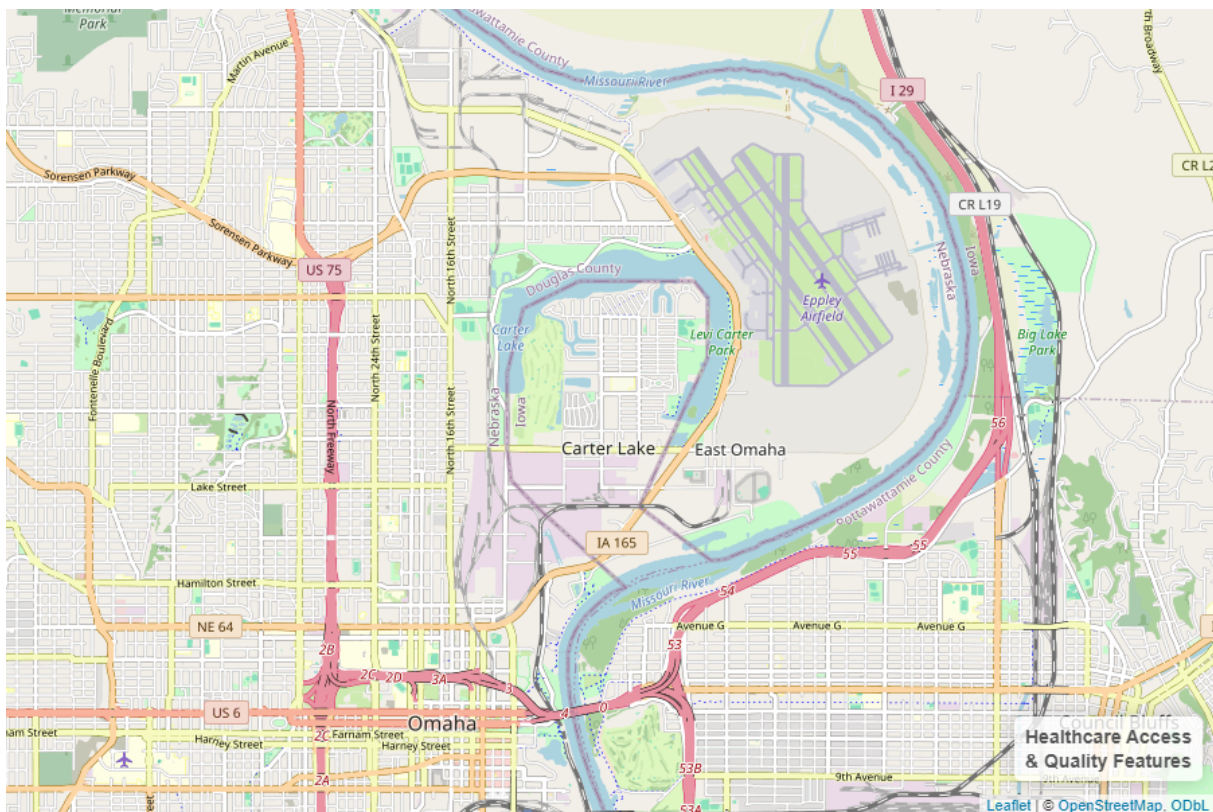 Memorial
Park
Martin Avenue
Pottawattamie County
Missouri River
I 29
North Broadway
CR L2
Sorensen Parkway
CR L19
Sorensen Parkway
North 16th Street
Nebraska
Iowa
US 75
Douglas County
Eppley
Airfield
Carter
Lake
Levi Carter
Park
Big Lake
Park
Fontenelle Boulevard
North 24th Street
North Freeway
North 16th Street
Nebraska
Iowa
56
Carter Lake
East Omaha
Pottawattamie County
Lake Street
IA 165
55
55
Hamilton Street
Missouri River
54
NE 64
Avenue G
Avenue G
Avenue G
2B
53
2C
2D
3A
3
4
0
US 6
Omaha
Farnam Street
2C
Harney Street
Farnam Street
Harney Street
Council Bluffs
Healthcare Access
& Quality Features
2A
53B
9th Avenue
9th Avenue
53A
Leaflet | © OpenStreetMap, ODbL